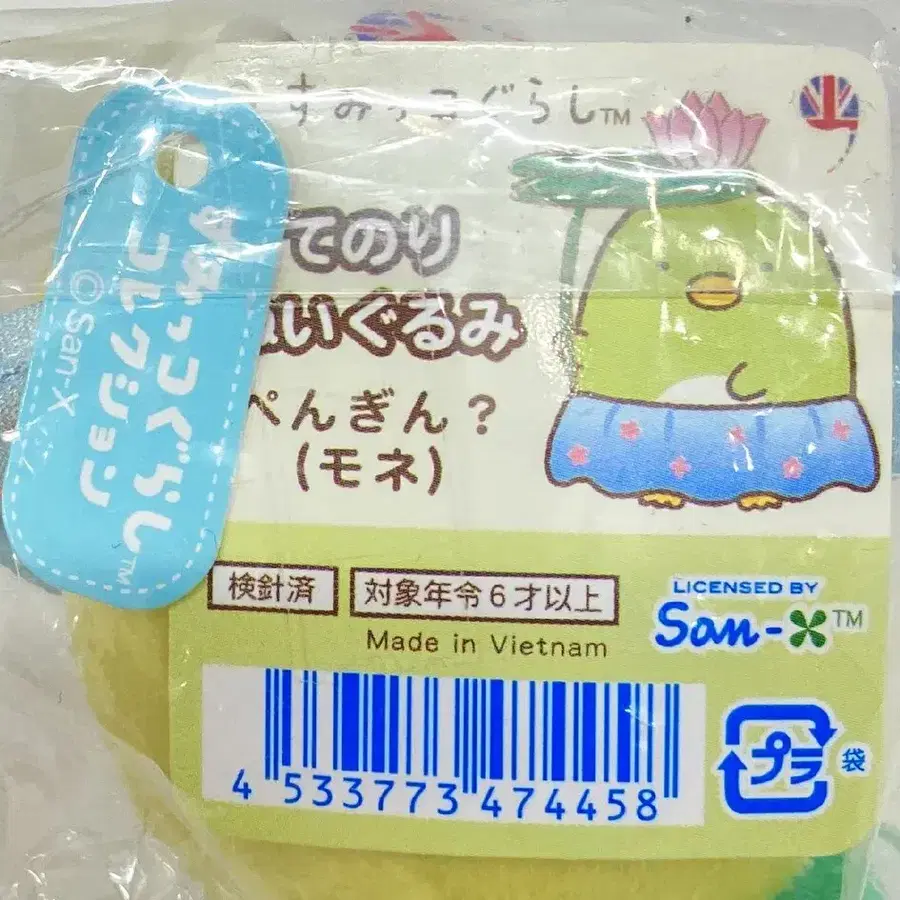 すみっコぐらし™
てのり
ぬいぐるみ
ぺんぎん？
(モネ)
すみっコぐらし™
コレクション
©San-X
検針済
対象年令6才以上
Made in Vietnam
LICENSED BY
San-X™
4 533773 474458
プラ
袋